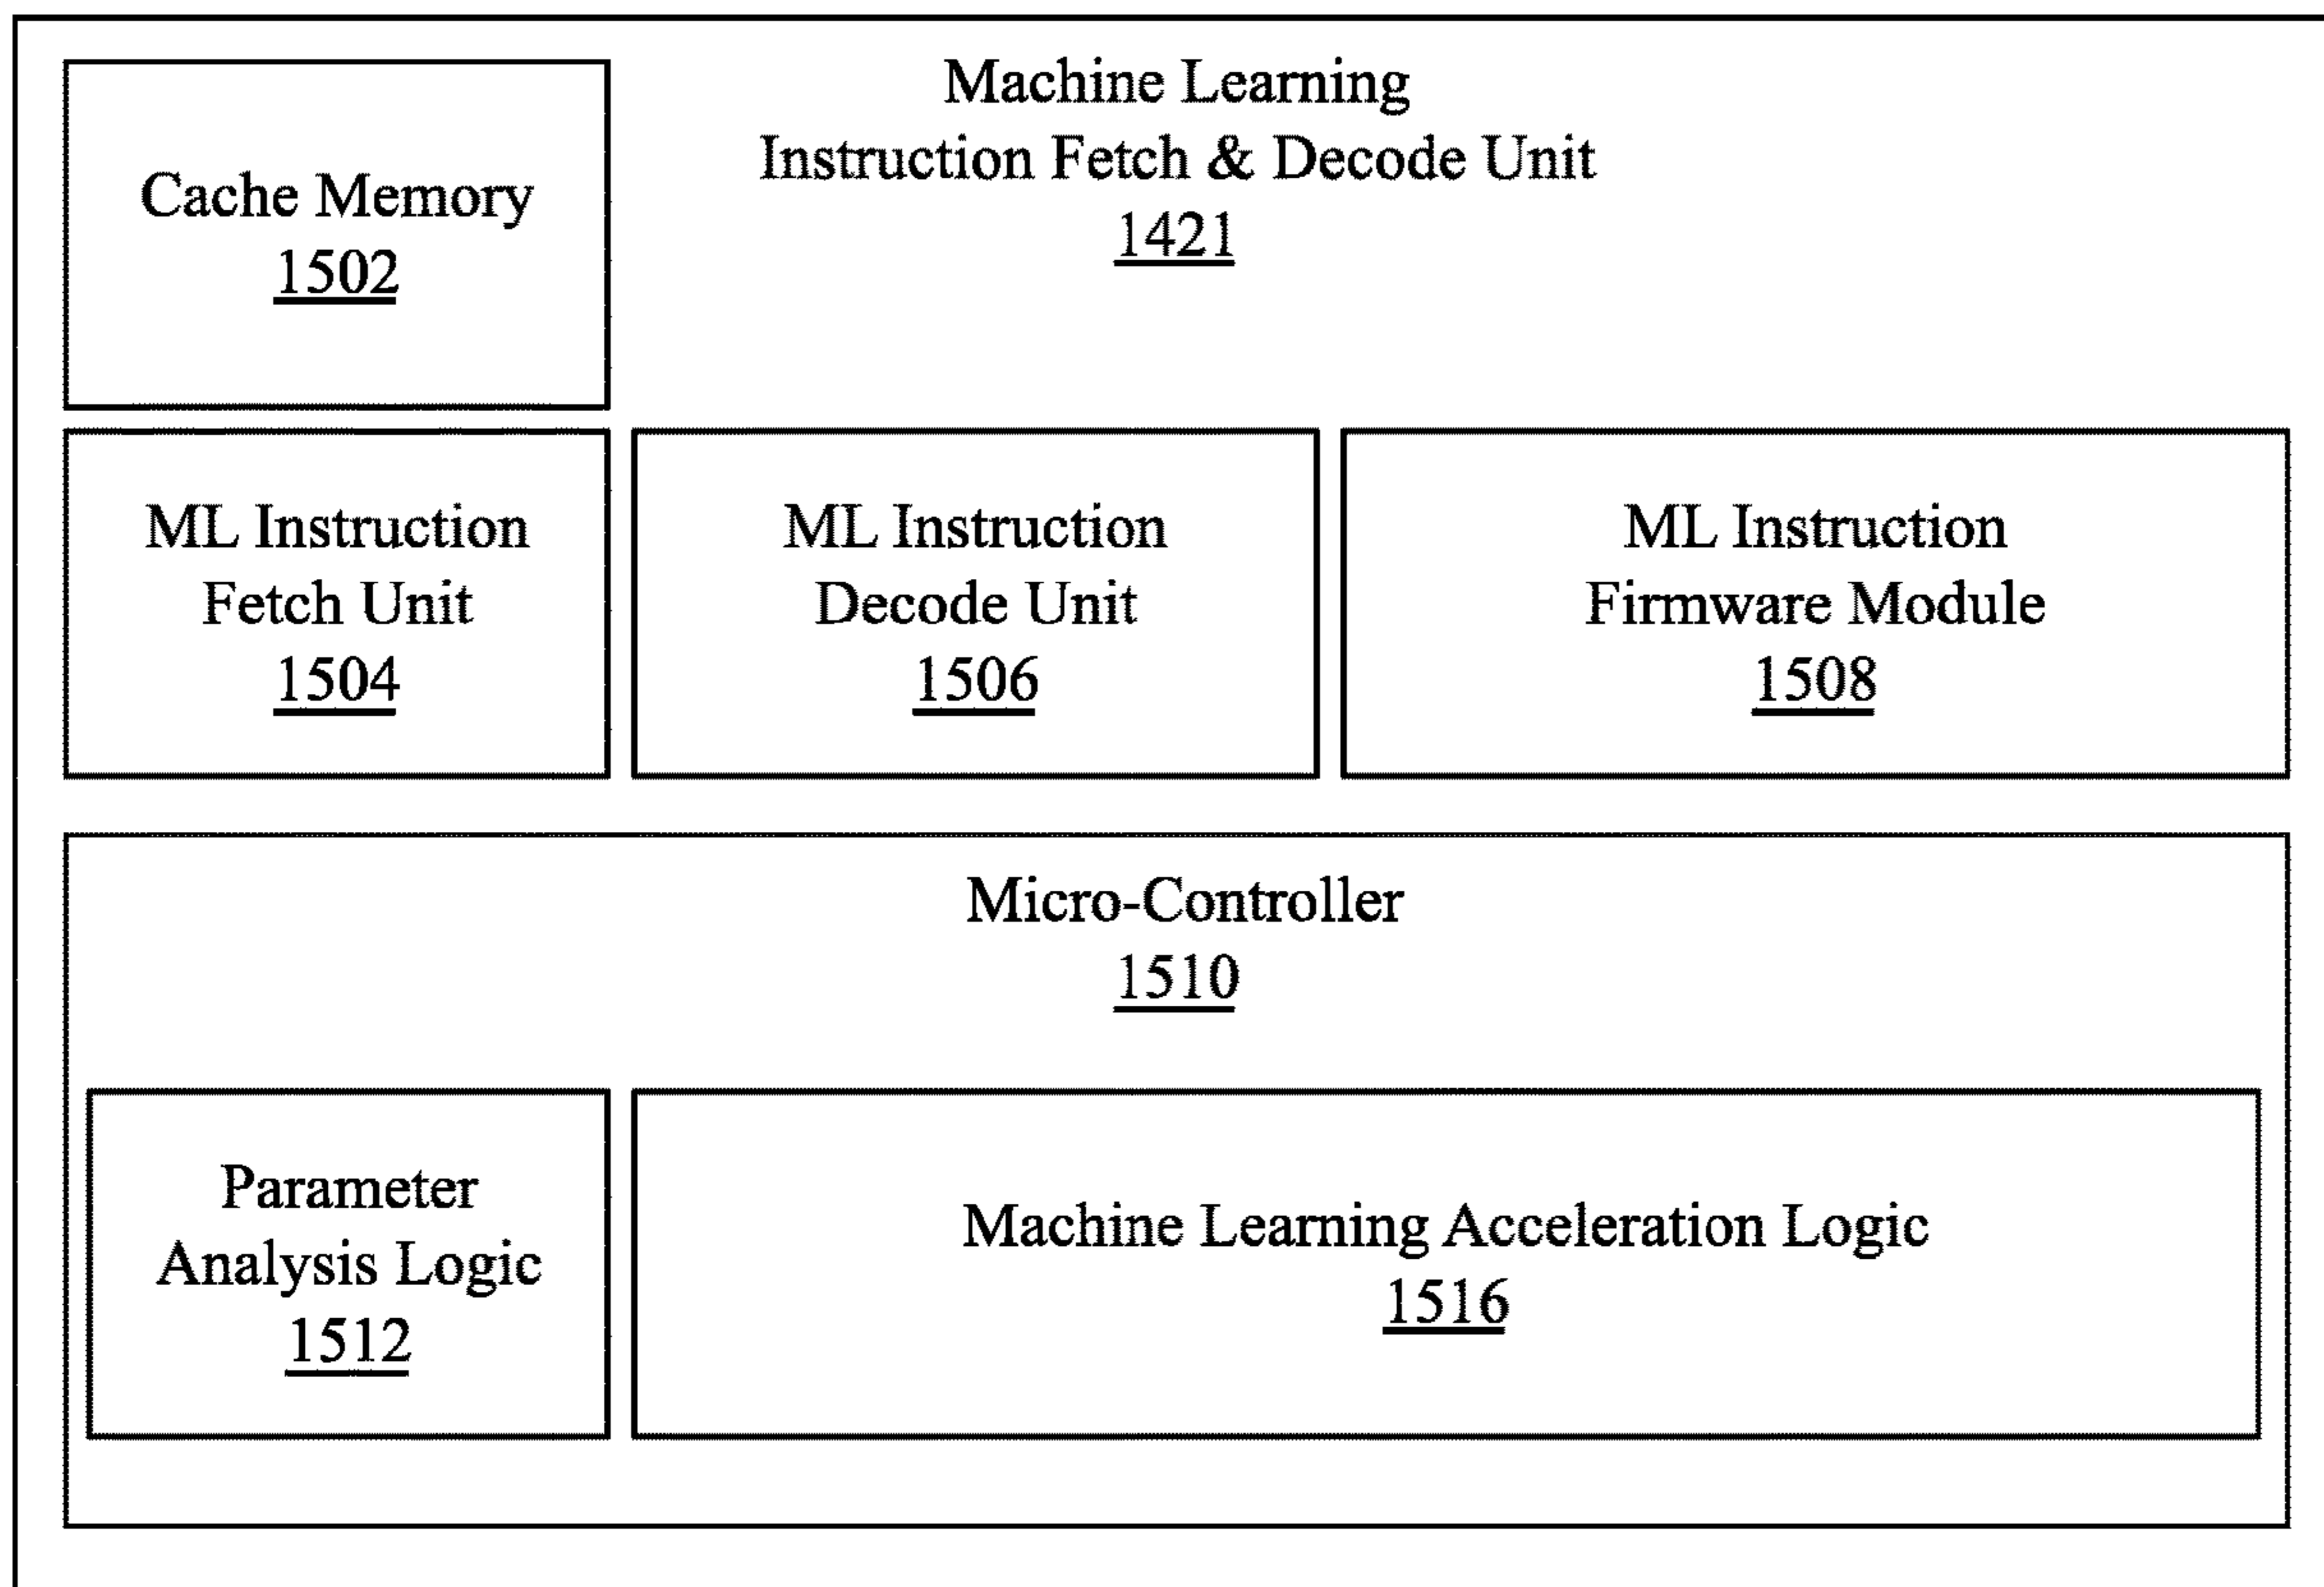 Machine Learning
Instruction Fetch & Decode Unit
1421
Cache Memory
1502
ML Instruction
Fetch Unit
1504
ML Instruction
Decode Unit
1506
ML Instruction
Firmware Module
1508
Micro-Controller
1510
Parameter
Analysis Logic
1512
Machine Learning Acceleration Logic
1516